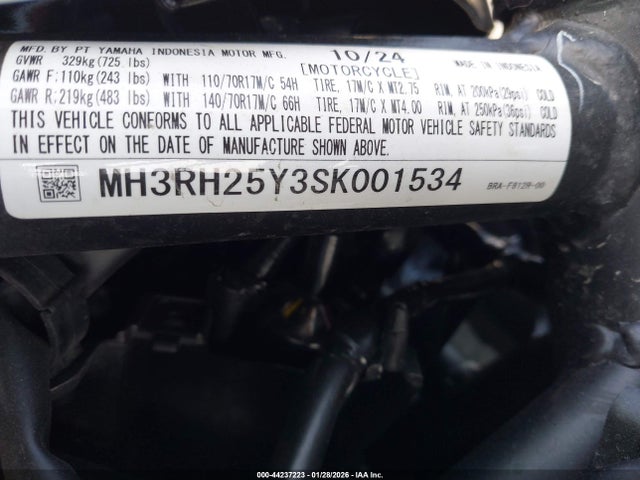 MFD. BY PT YAMAHA INDONESIA MOTOR MFG. 10/24 MADE IN INDONESIA
GVWR 329kg(725 lbs) [MOTORCYCLE]
GAWR F:110kg(243 lbs) WITH 110/70R17M/C 54H TIRE, 17M/C X MT2.75 RIM, AT 200kPa(29psi) COLD
GAWR R:219kg(483 lbs) WITH 140/70R17M/C 66H TIRE, 17M/C X MT4.00 RIM, AT 250kPa(36psi) COLD
THIS VEHICLE CONFORMS TO ALL APPLICABLE FEDERAL MOTOR VEHICLE SAFETY STANDARDS
IN EFFECT ON THE DATE OF MANUFACTURE SHOWN ABOVE.
MH3RH25Y3SK001534
BRA-F812R-00
000-44237223 | 01/28/2026 | IAA Inc.